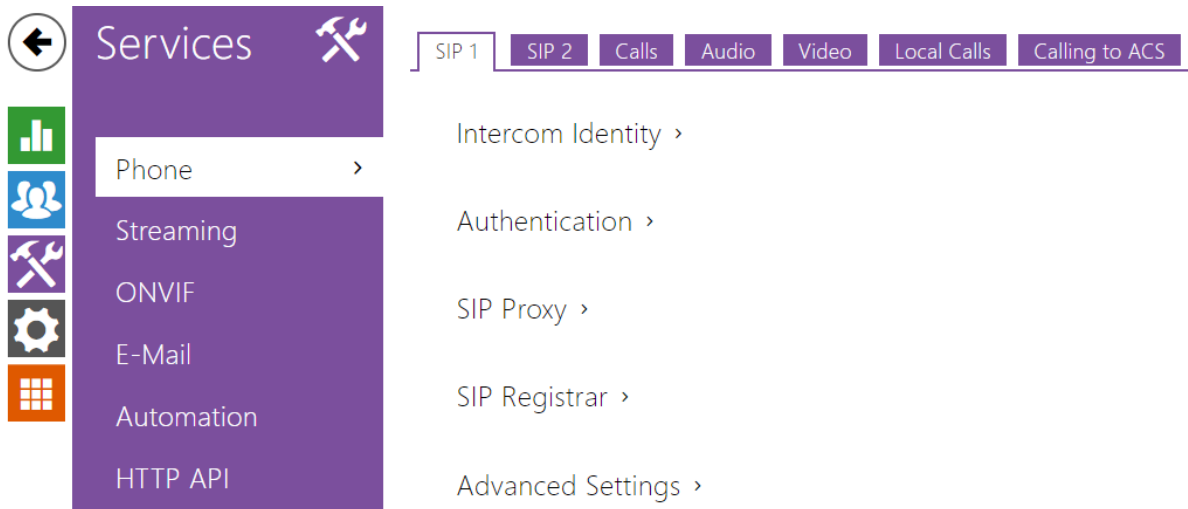 Services
Phone
Streaming
ONVIF
E-Mail
Automation
HTTP API
SIP 1
SIP 2
Calls
Audio
Video
Local Calls
Calling to ACS
Intercom Identity
Authentication
SIP Proxy
SIP Registrar
Advanced Settings